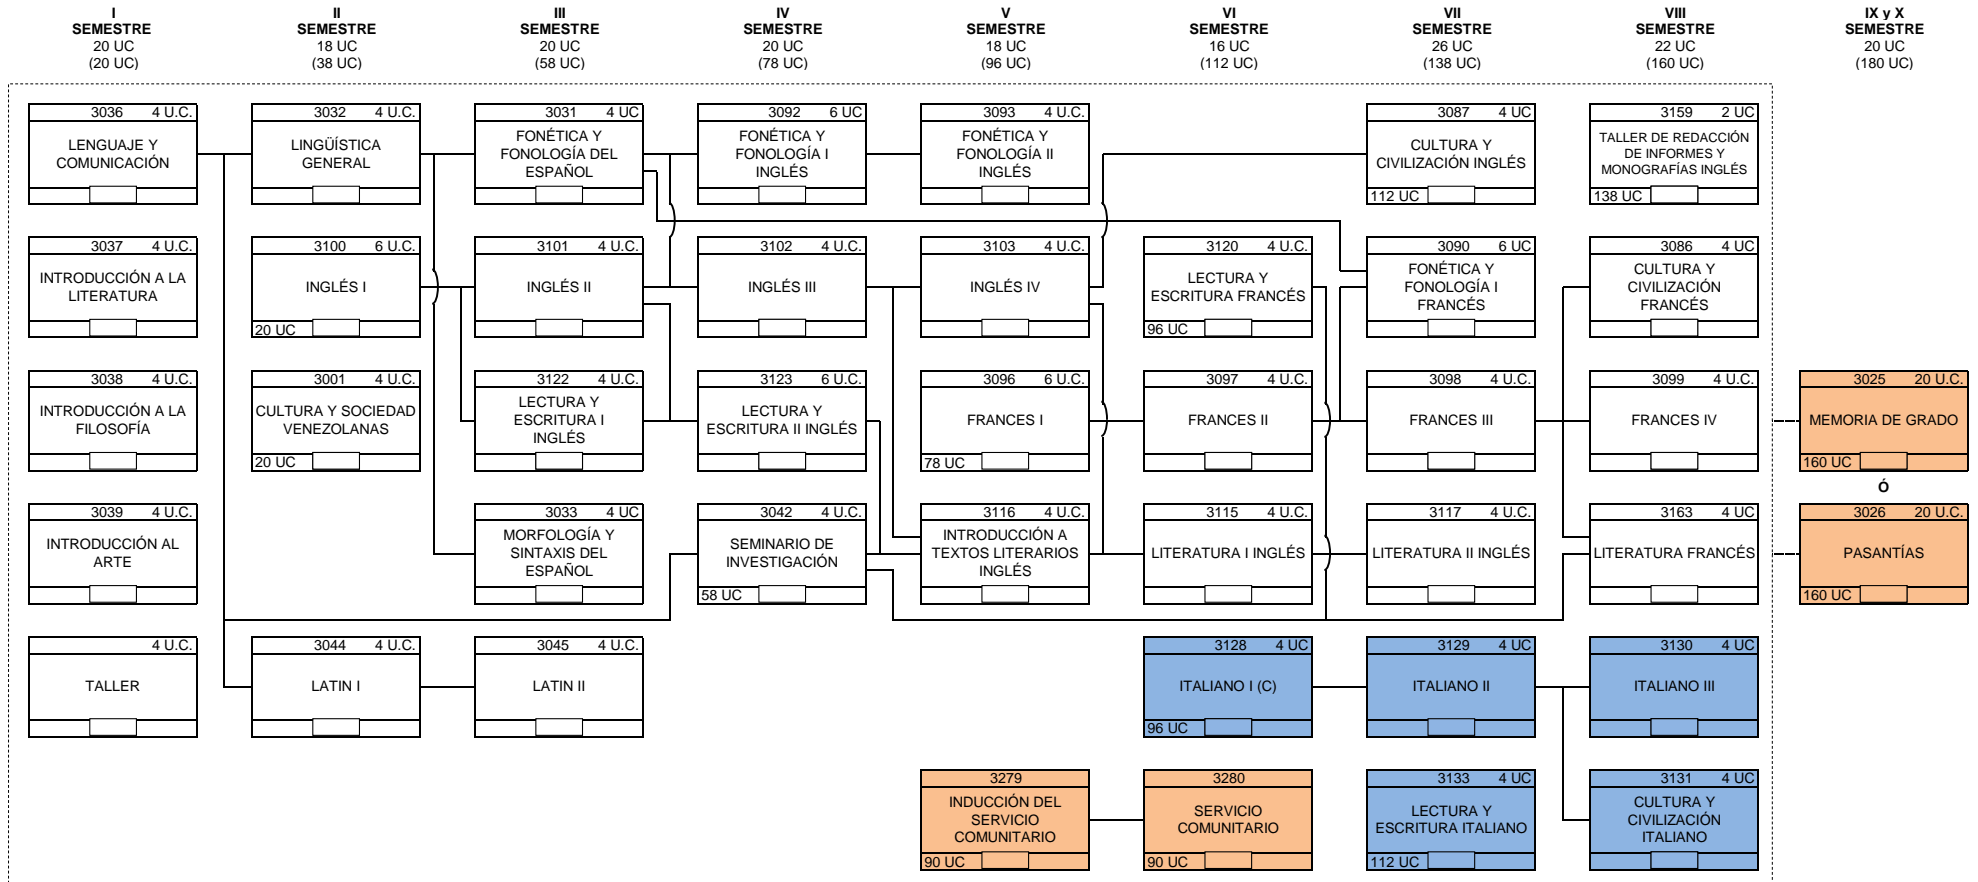 I
SEMESTRE
20 UC
(20 UC)
II
SEMESTRE
18 UC
(38 UC)
III
SEMESTRE
20 UC
(58 UC)
IV
SEMESTRE
20 UC
(78 UC)
V
SEMESTRE
18 UC
(96 UC)
VI
SEMESTRE
16 UC
(112 UC)
VII
SEMESTRE
26 UC
(138 UC)
VIII
SEMESTRE
22 UC
(160 UC)
IX y X
SEMESTRE
20 UC
(180 UC)
3036 4 U.C.
LENGUAJE Y
COMUNICACIÓN
3032 4 U.C.
LINGÜÍSTICA
GENERAL
3031 4 UC
FONÉTICA Y
FONOLOGÍA DEL
ESPAÑOL
3092 6 UC
FONÉTICA Y
FONOLOGÍA I
INGLÉS
3093 4 U.C.
FONÉTICA Y
FONOLOGÍA II
INGLÉS
3087 4 UC
CULTURA Y
CIVILIZACIÓN INGLÉS
112 UC
3159 2 UC
TALLER DE REDACCIÓN
DE INFORMES Y
MONOGRAFÍAS INGLÉS
138 UC
3037 4 U.C.
INTRODUCCIÓN A LA
LITERATURA
3100 6 U.C.
INGLÉS I
20 UC
3101 4 U.C.
INGLÉS II
3102 4 U.C.
INGLÉS III
3103 4 U.C.
INGLÉS IV
3120 4 U.C.
LECTURA Y
ESCRITURA FRANCÉS
96 UC
3090 6 UC
FONÉTICA Y
FONOLOGÍA I
FRANCÉS
3086 4 UC
CULTURA Y
CIVILIZACIÓN
FRANCÉS
3038 4 U.C.
INTRODUCCIÓN A LA
FILOSOFÍA
3001 4 U.C.
CULTURA Y SOCIEDAD
VENEZOLANAS
20 UC
3122 4 U.C.
LECTURA Y
ESCRITURA I
INGLÉS
3123 6 U.C.
LECTURA Y
ESCRITURA II INGLÉS
3096 6 U.C.
FRANCES I
78 UC
3097 4 U.C.
FRANCES II
3098 4 U.C.
FRANCES III
3099 4 U.C.
FRANCES IV
3025 20 U.C.
MEMORIA DE GRADO
160 UC
Ó
3039 4 U.C.
INTRODUCCIÓN AL
ARTE
3033 4 UC
MORFOLOGÍA Y
SINTAXIS DEL
ESPAÑOL
3042 4 U.C.
SEMINARIO DE
INVESTIGACIÓN
58 UC
3116 4 U.C.
INTRODUCCIÓN A
TEXTOS LITERARIOS
INGLÉS
3115 4 U.C.
LITERATURA I INGLÉS
3117 4 U.C.
LITERATURA II INGLÉS
3163 4 UC
LITERATURA FRANCÉS
3026 20 U.C.
PASANTÍAS
160 UC
4 U.C.
TALLER
3044 4 U.C.
LATIN I
3045 4 U.C.
LATIN II
3128 4 UC
ITALIANO I (C)
96 UC
3129 4 UC
ITALIANO II
3130 4 UC
ITALIANO III
3279
INDUCCIÓN DEL
SERVICIO
COMUNITARIO
90 UC
3280
SERVICIO
COMUNITARIO
90 UC
3133 4 UC
LECTURA Y
ESCRITURA ITALIANO
112 UC
3131 4 UC
CULTURA Y
CIVILIZACIÓN
ITALIANO